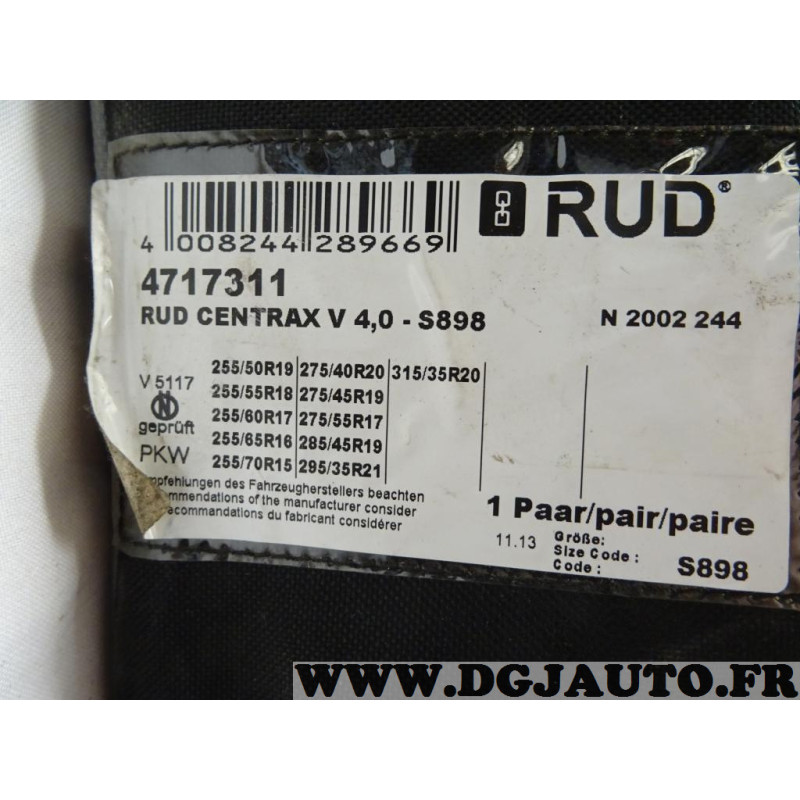 RUD®
4 008244 289669
4717311
RUD CENTRAX V 4,0 - S898
N 2002 244
V 5117
geprüft
PKW
255/50R19 275/40R20 315/35R20
255/55R18 275/45R19
255/60R17 275/55R17
255/65R16 285/45R19
255/70R15 295/35R21
des Fahrzeugherstellers beachten
of the manufacturer consider
du fabricant considérer
1 Paar/pair/paire
11.13
Größe:
Size Code :
Code :
S898
WWW.DGJAUTO.FR